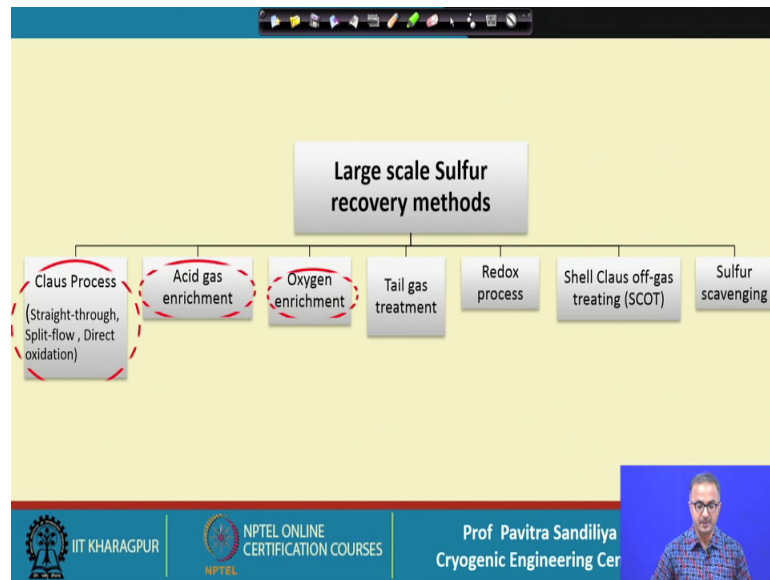 Large scale Sulfur
recovery methods
Claus Process
(Straight-through,
Split-flow , Direct
oxidation)
Acid gas
enrichment
Oxygen
enrichment
Tail gas
treatment
Redox
process
Shell Claus off-gas
treating (SCOT)
Sulfur
scavenging
IIT KHARAGPUR
NPTEL
NPTEL ONLINE
CERTIFICATION COURSES
Prof Pavitra Sandiliya
Cryogenic Engineering Cen